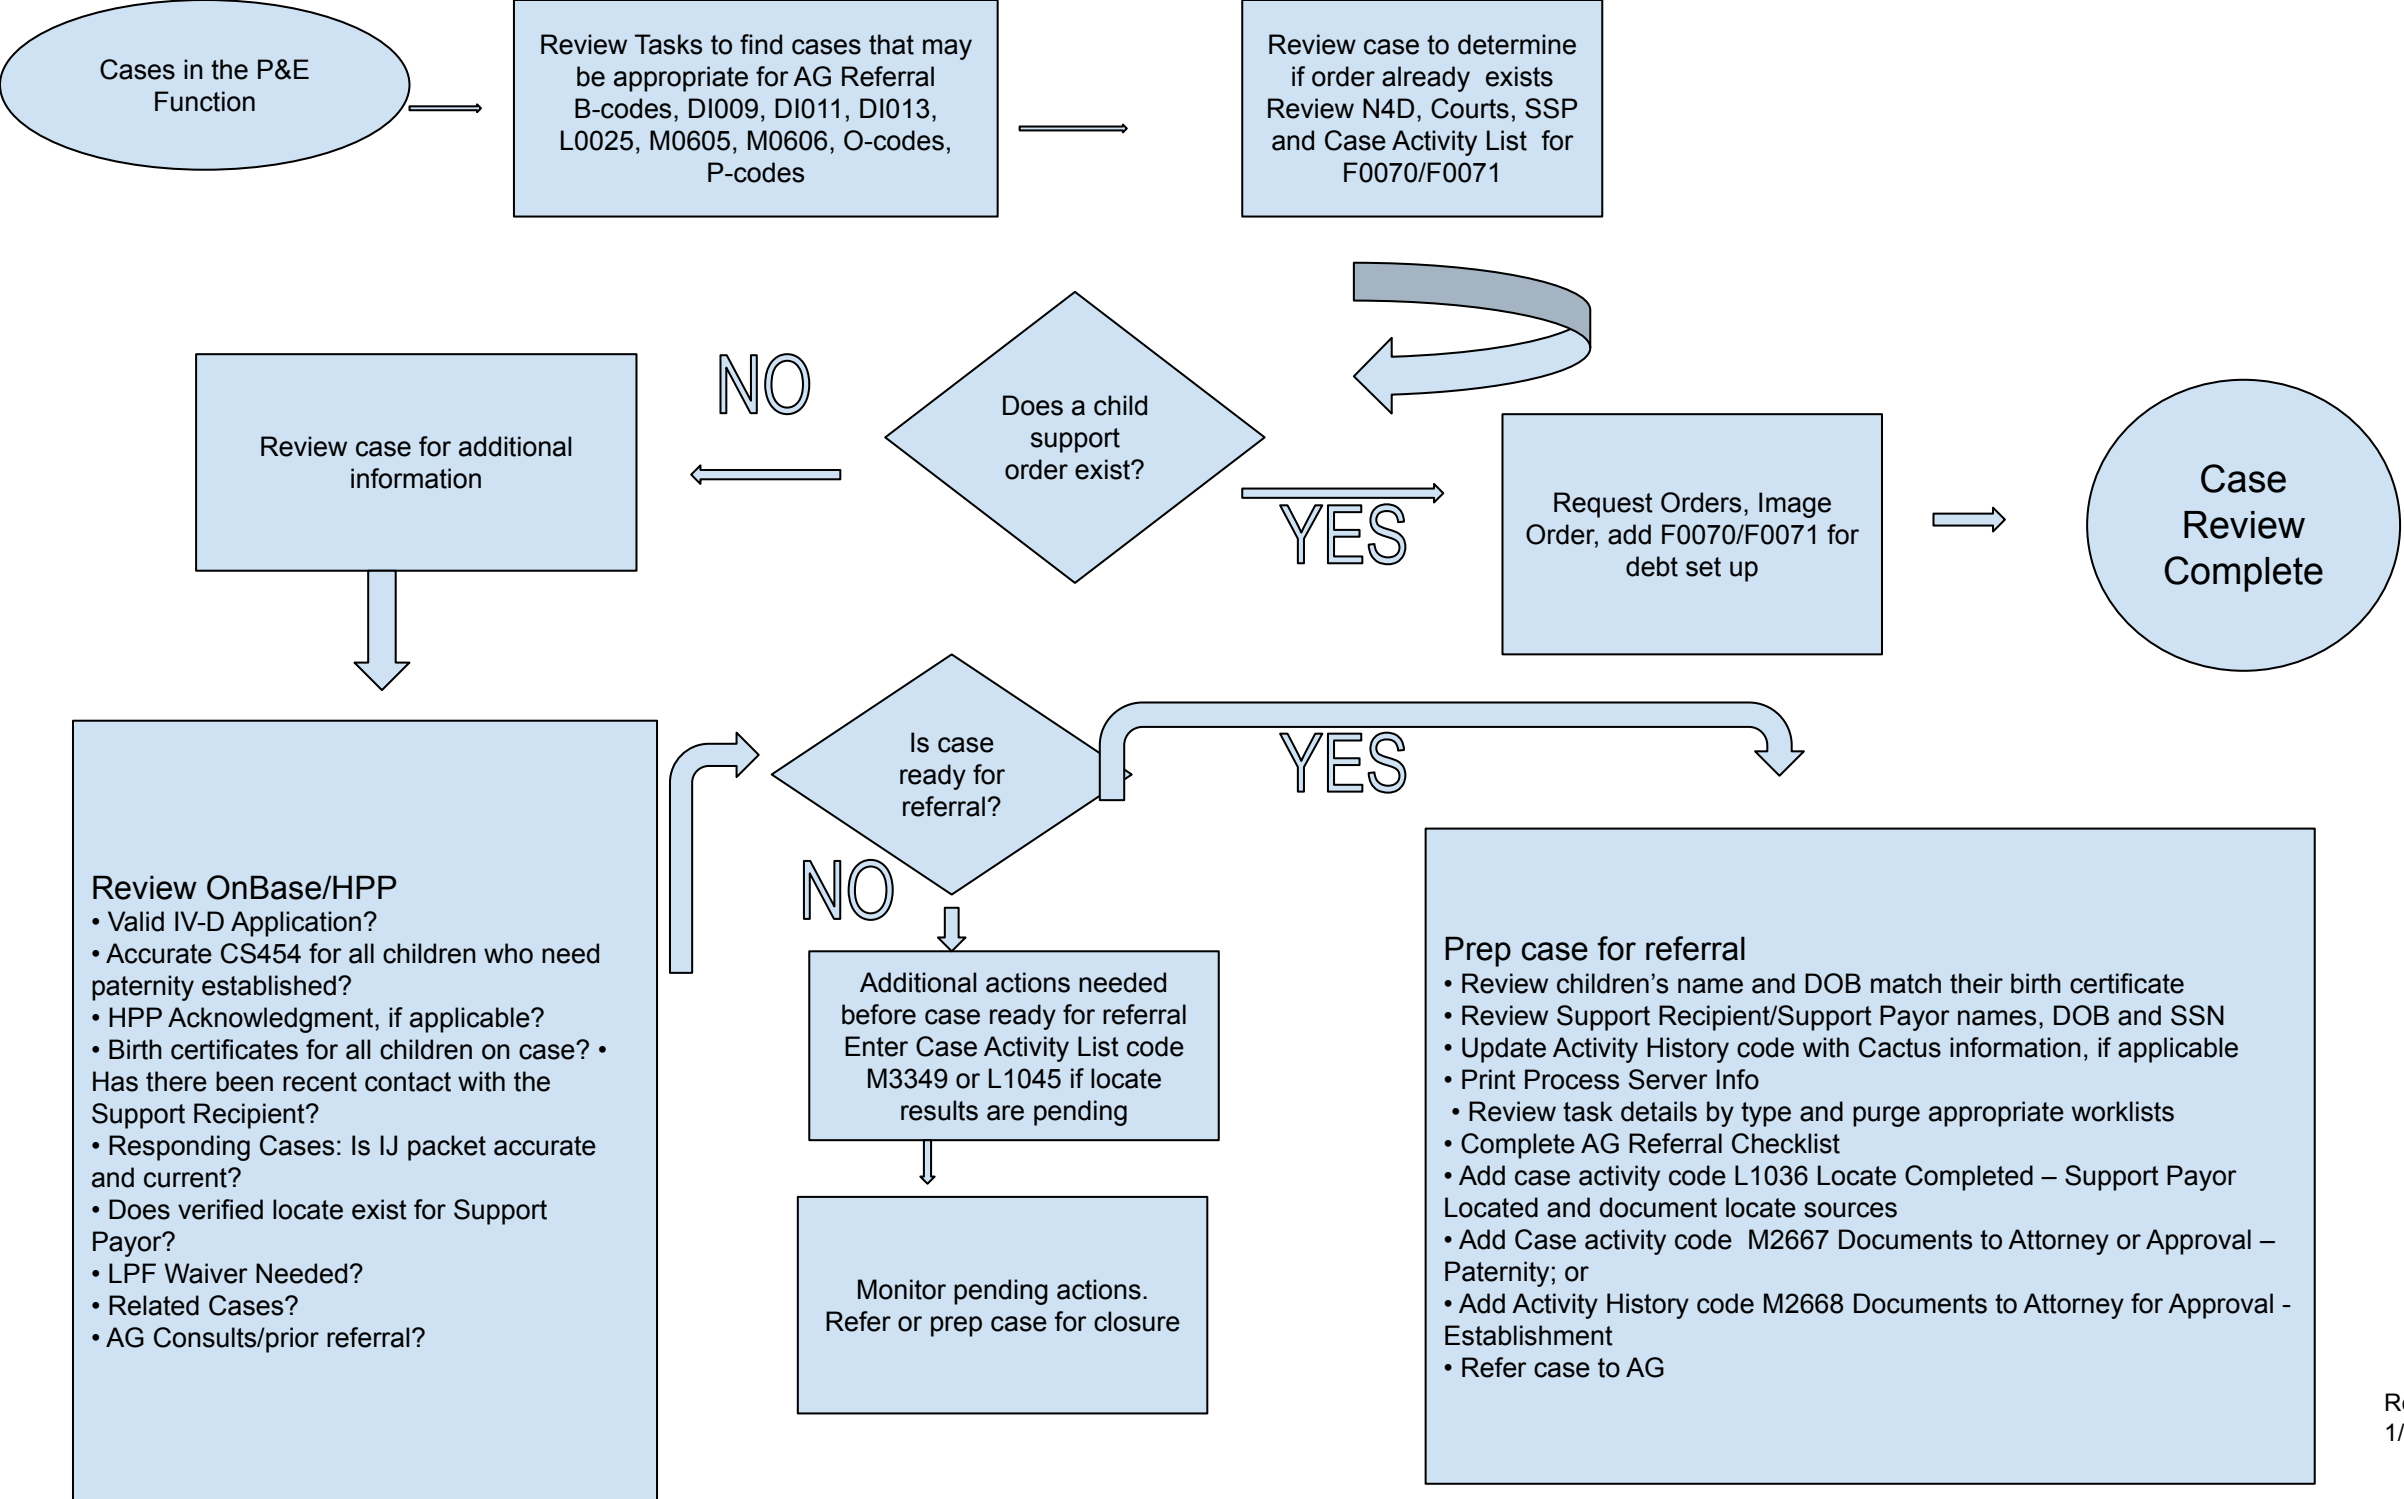 Cases in the P&E
Function
Review Tasks to find cases that may
be appropriate for AG Referral
B-codes, DI009, DI011, DI013,
L0025, M0605, M0606, O-codes,
P-codes
Review case to determine
if order already exists
Review N4D, Courts, SSP
and Case Activity List for
F0070/F0071
Does a child
support
order exist?
NO
Review case for additional
information
YES
Request Orders, Image
Order, add F0070/F0071 for
debt set up
Case
Review
Complete
Review OnBase/HPP
• Valid IV-D Application?
• Accurate CS454 for all children who need
paternity established?
• HPP Acknowledgment, if applicable?
• Birth certificates for all children on case? •
Has there been recent contact with the
Support Recipient?
• Responding Cases: Is IJ packet accurate
and current?
• Does verified locate exist for Support
Payor?
• LPF Waiver Needed?
• Related Cases?
• AG Consults/prior referral?
Is case
ready for
referral?
YES
NO
Additional actions needed
before case ready for referral
Enter Case Activity List code
M3349 or L1045 if locate
results are pending
Monitor pending actions.
Refer or prep case for closure
Prep case for referral
• Review children’s name and DOB match their birth certificate
• Review Support Recipient/Support Payor names, DOB and SSN
• Update Activity History code with Cactus information, if applicable
• Print Process Server Info
• Review task details by type and purge appropriate worklists
• Complete AG Referral Checklist
• Add case activity code L1036 Locate Completed – Support Payor
Located and document locate sources
• Add Case activity code M2667 Documents to Attorney or Approval –
Paternity; or
• Add Activity History code M2668 Documents to Attorney for Approval -
Establishment
• Refer case to AG
1/